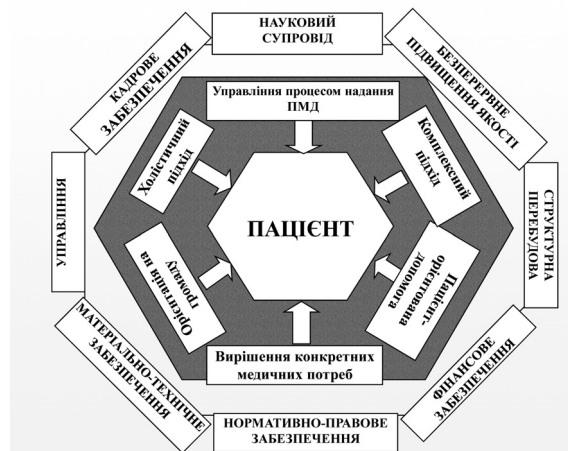 НАУКОВИЙ
СУПРОВІД
КАДРОВЕ
ЗАБЕЗПЕЧЕННЯ
БЕЗПЕРЕРВНЕ
ПІДВИЩЕННЯ ЯКОСТІ
Управління процесом надання
ПМД
Холістичний
підхід
Комплексний
підхід
УПРАВЛІННЯ
ПАЦІЄНТ
СТРУКТУРНА
ПЕРЕБУДОВА
Орієнтація на
громаду
Пацієнт-
орієнтована
допомога
Вирішення конкретних
медичних потреб
МАТЕРІАЛЬНО-ТЕХНІЧНЕ
ЗАБЕЗПЕЧЕННЯ
ФІНАНСОВЕ
ЗАБЕЗПЕЧЕННЯ
НОРМАТИВНО-ПРАВОВЕ
ЗАБЕЗПЕЧЕННЯ